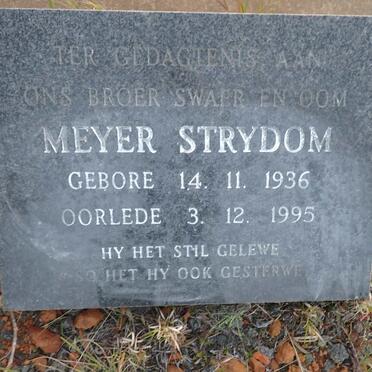 TER GEDAGTENIS AAN
ONS BROER SWAER EN OOM
MEYER STRYDOM
GEBORE 14. 11. 1936
OORLEDE 3. 12. 1995
HY HET STIL GELEWE
SO HET HY OOK GESTERWE